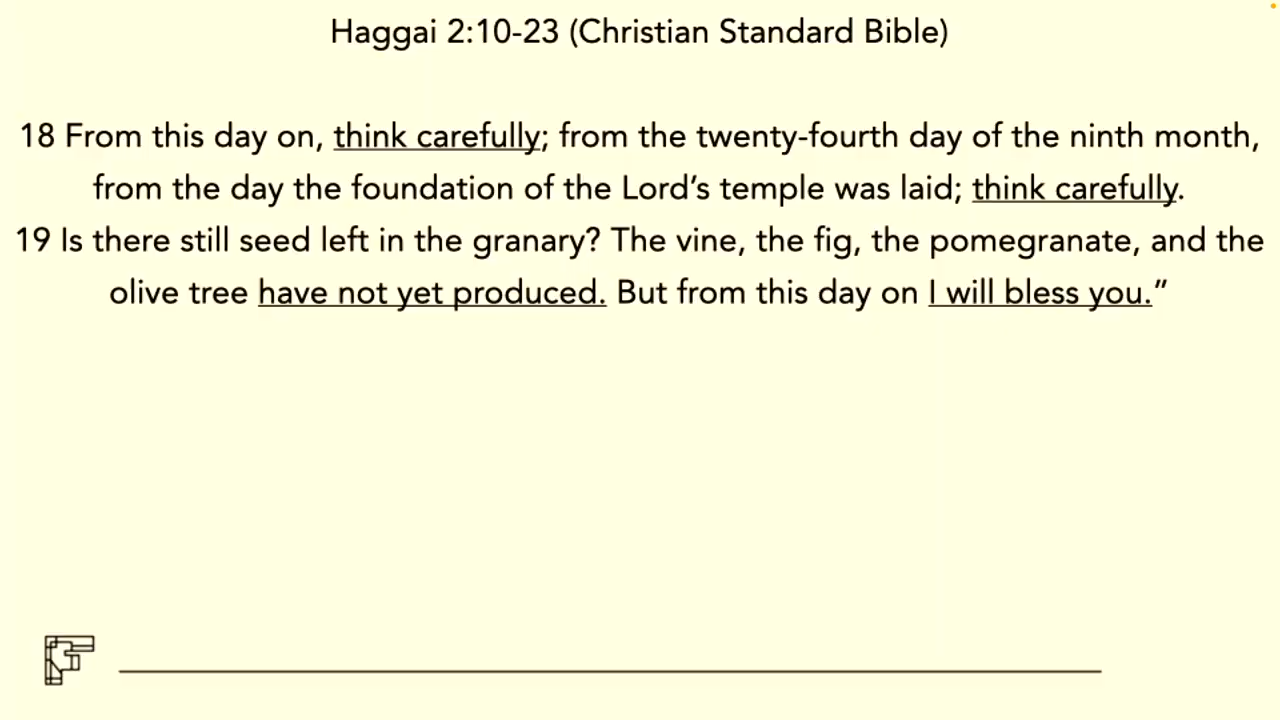 Haggai 2:10-23 (Christian Standard Bible)
18 From this day on, think carefully; from the twenty-fourth day of the ninth month,
from the day the foundation of the Lord’s temple was laid; think carefully.
19 Is there still seed left in the granary? The vine, the fig, the pomegranate, and the
olive tree have not yet produced. But from this day on I will bless you.”